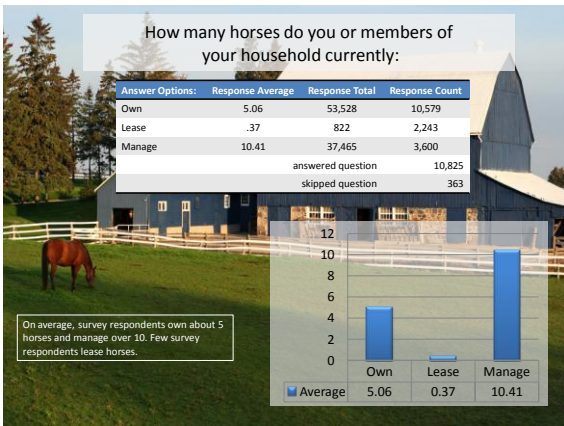 How many horses do you or members of
your household currently:
Answer Options: Response Average Response Total Response Count
Own 5.06 53,528 10,579
Lease .37 822 2,243
Manage 10.41 37,465 3,600
answered question 10,825
skipped question 363
12
10
8
6
4
2
0
Own Lease Manage
Average 5.06 0.37 10.41
On average, survey respondents own about 5
horses and manage over 10. Few survey
respondents lease horses.